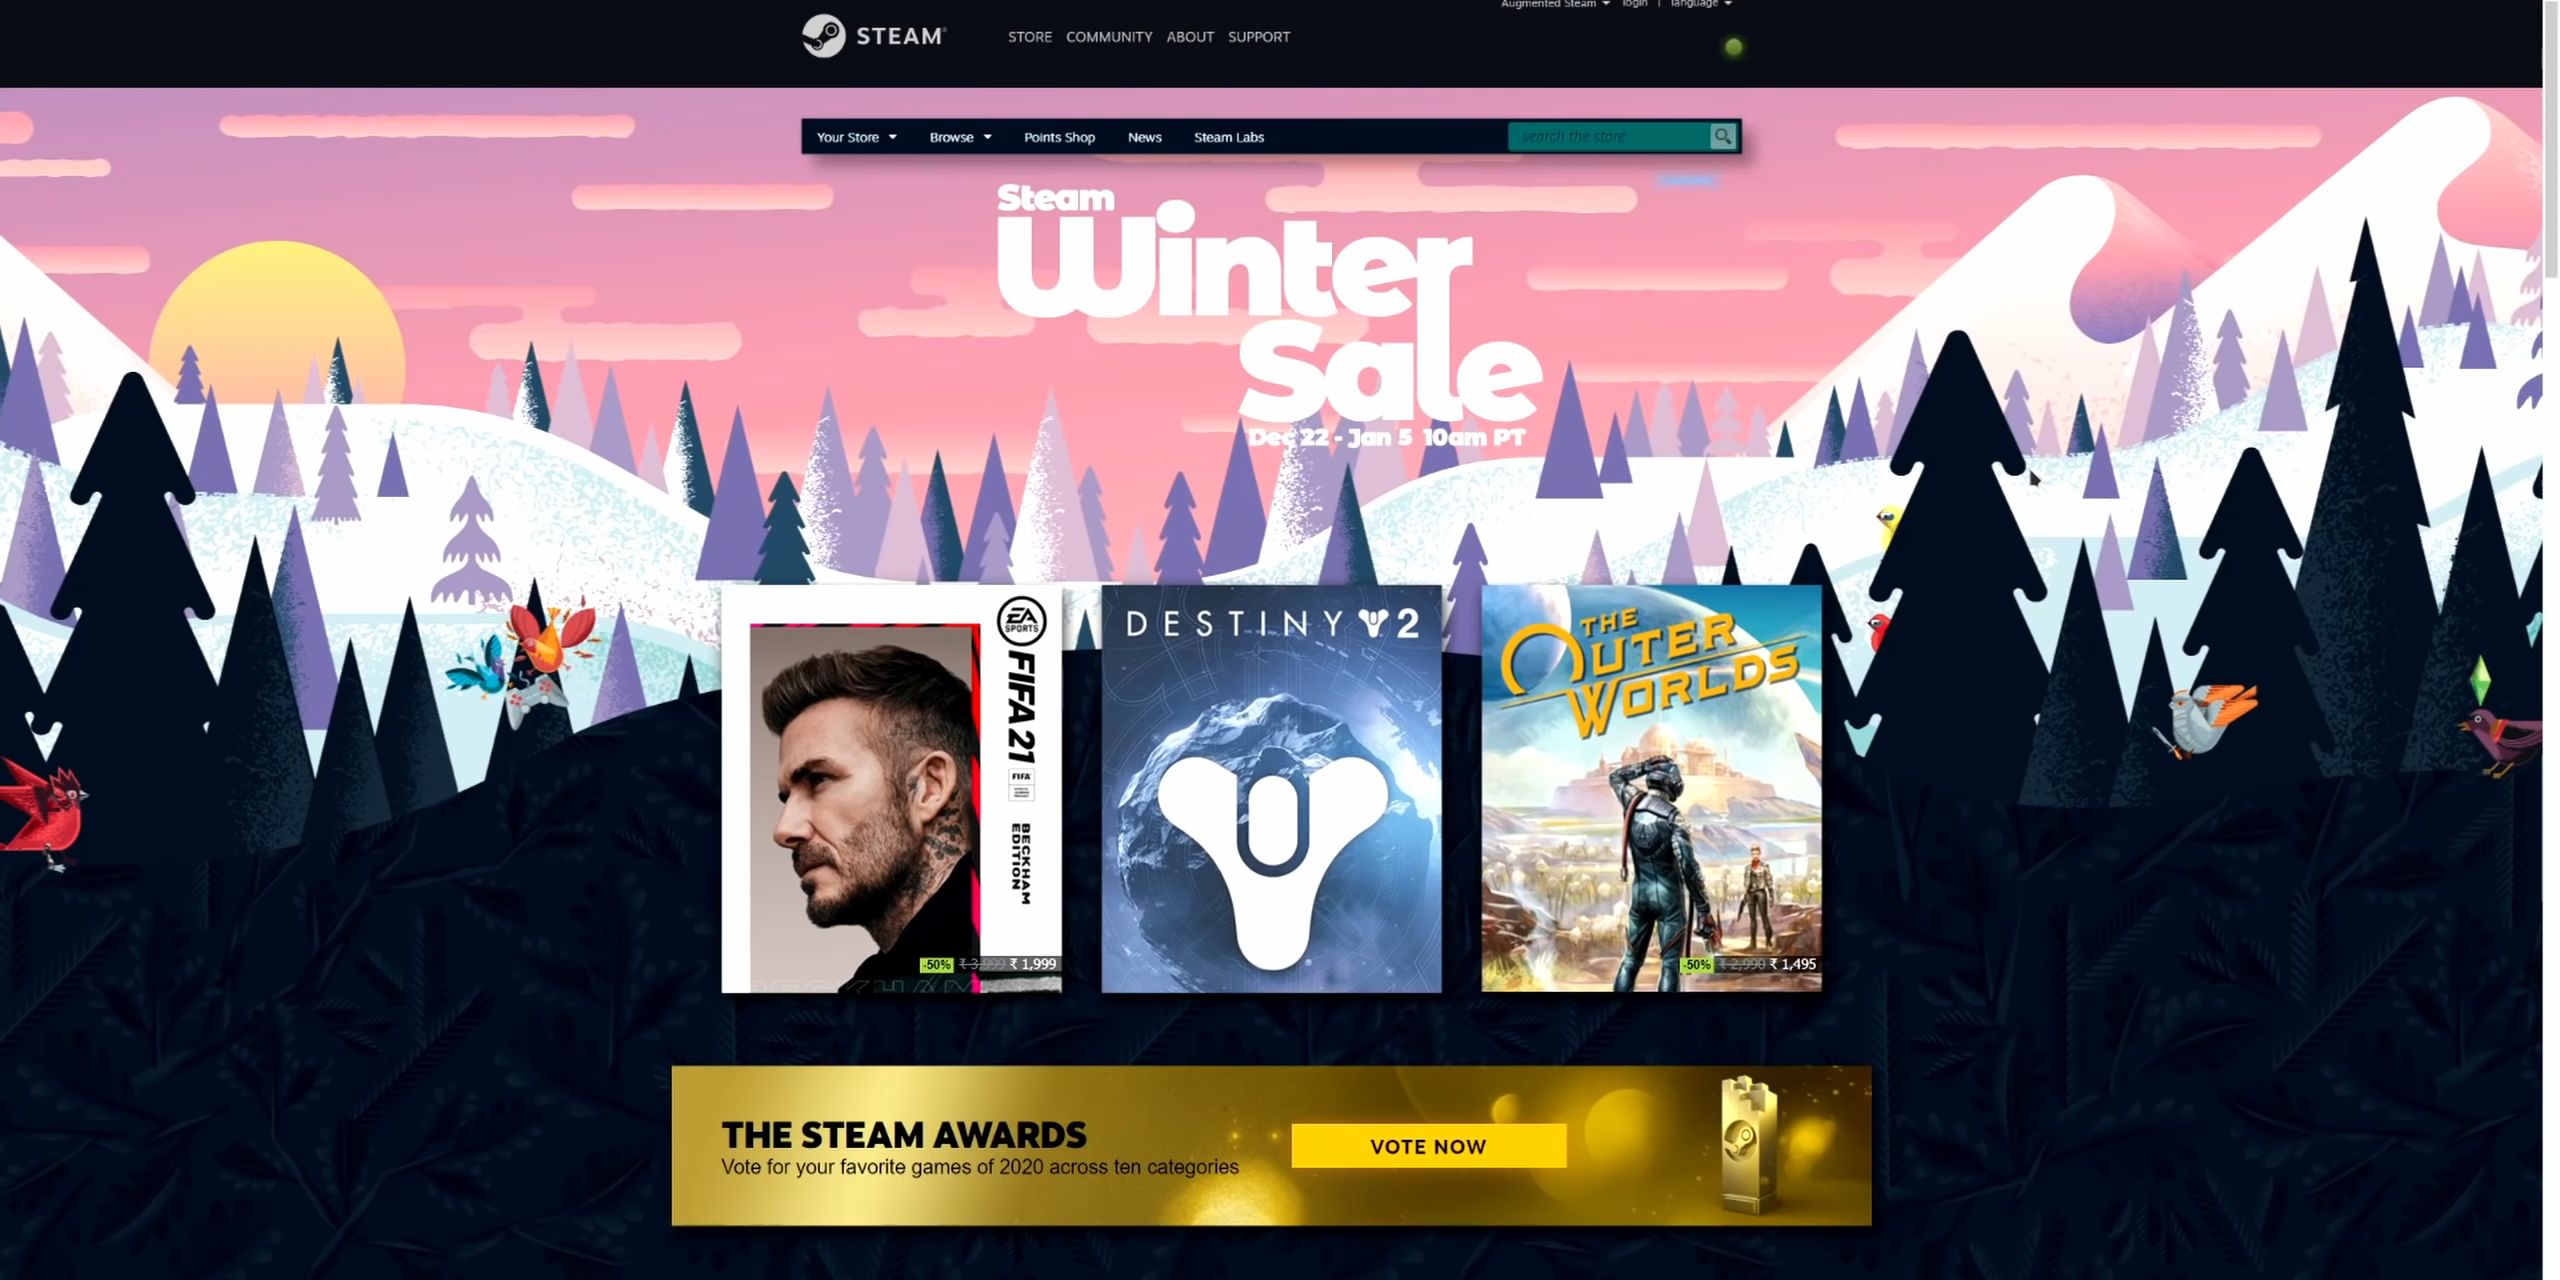 Augmented Steam login | language
STEAM
STORE COMMUNITY ABOUT SUPPORT
Your Store Browse Points Shop News Steam Labs search the store
Steam
Winter
Sale
Dec 22 - Jan 5 10am PT
EA
SPORTS
FIFA 21
FIFA
BECKHAM
EDITION
BECKHAM
-50% ₹ 3,999 ₹ 1,999
DESTINY 2
THE
OUTER
WORLDS
-50% ₹ 2,990 ₹ 1,495
THE STEAM AWARDS
Vote for your favorite games of 2020 across ten categories
VOTE NOW